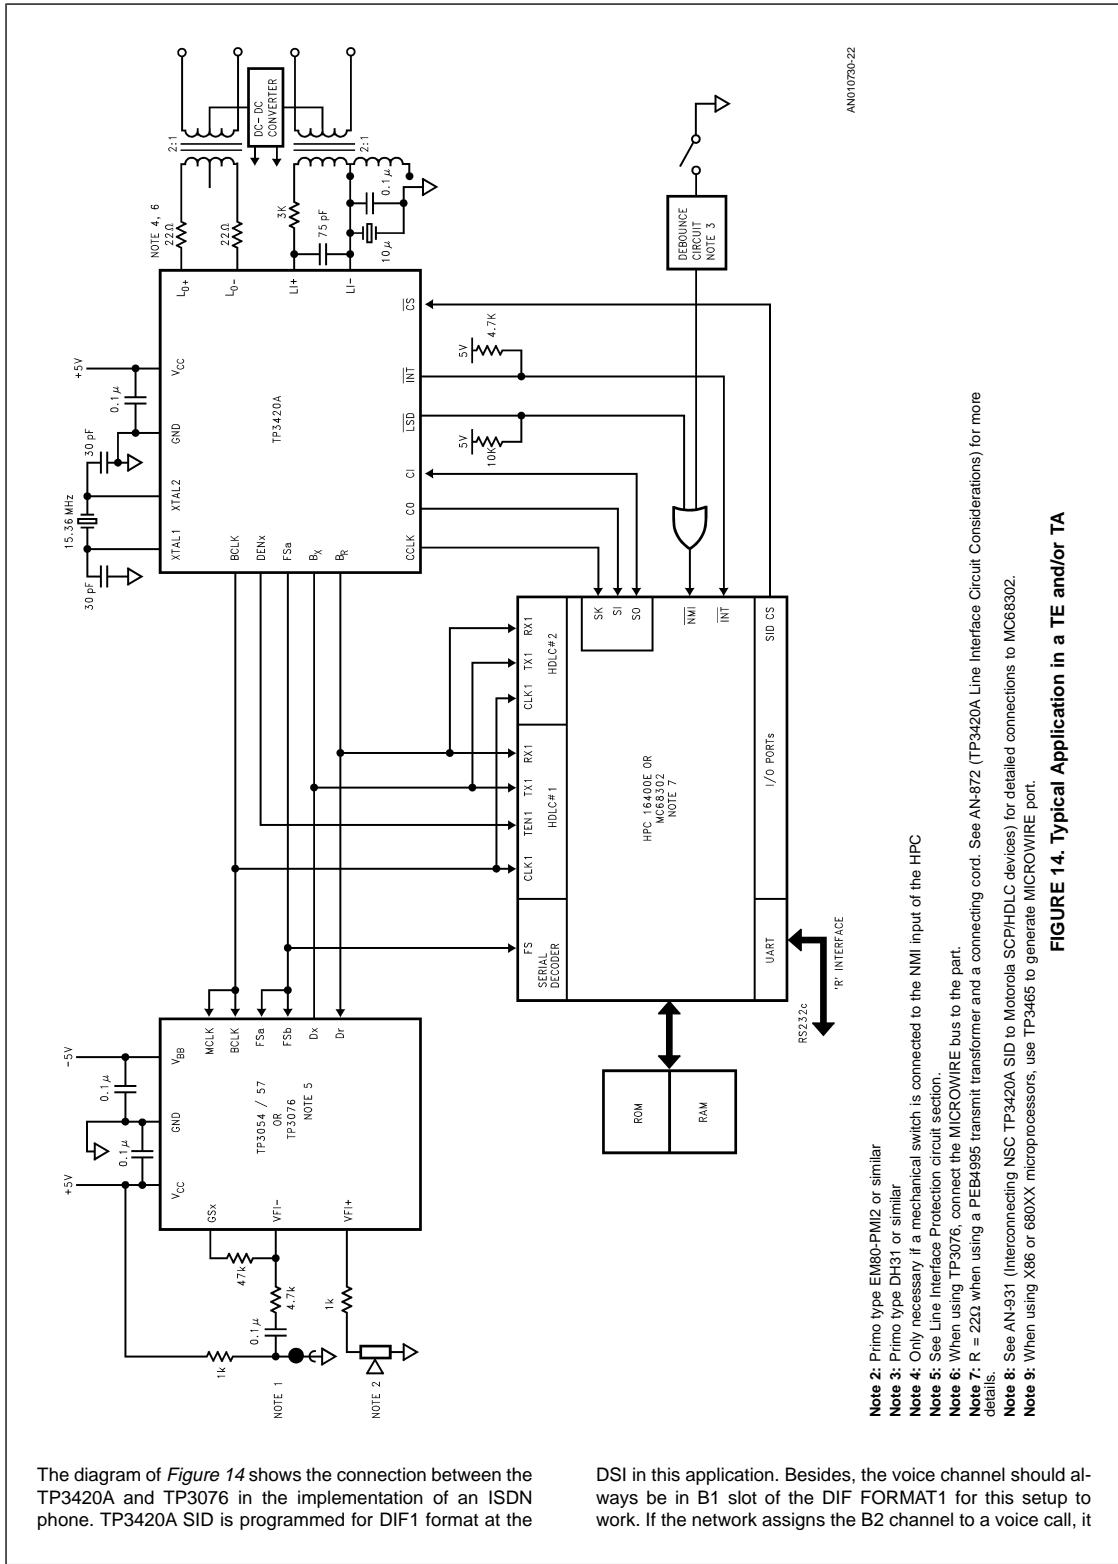 AN010730-22
2:1
DC- DC
CONVERTER
2:1
NOTE 4, 6
22Ω
22Ω
3K
75 pF
0.1μ
10μ
DEBOUNCE
CIRCUIT
NOTE 3
+5V
0.1μ
30 pF
15.36 MHz
30 pF
LO+
LO-
LI+
LI-
CS
VCC
GND
XTAL2
XTAL1
TP3420A
INT
LSD
CI
CO
CCLK
BCLK
DENx
FSa
BX
BR
5V
4.7K
5V
10K
SK
SI
SO
NMI
INT
SID CS
RX1
TX1
CLK1
HDLC#2
RX1
TX1
TEN1
CLK1
HDLC#1
FS
SERIAL
DECODER
HPC 16400E OR
MC68302
NOTE 7
I/O PORTs
UART
RS232c
'R' INTERFACE
ROM
RAM
-5V
0.1μ
0.1μ
+5V
VBB
GND
VCC
MCLK
BCLK
FSa
FSb
Dx
Dr
TP3054 / 57
OR
TP3076
NOTE 5
GSx
VFI-
VFI+
47k
4.7k
0.1μ
1k
1k
NOTE 1
NOTE 2
Note 2: Primo type EM80-PMI2 or similar
Note 3: Primo type DH31 or similar
Note 4: Only necessary if a mechanical switch is connected to the NMI input of the HPC
Note 5: See Line Interface Protection circuit section.
Note 6: When using TP3076, connect the MICROWIRE bus to the part.
Note 7: R = 22Ω when using a PEB4995 transmit transformer and a connecting cord. See AN-872 (TP3420A Line Interface Circuit Considerations) for more
details.
Note 8: See AN-931 (Interconnecting NSC TP3420A SID to Motorola SCP/HDLC devices) for detailed connections to MC68302.
Note 9: When using X86 or 680XX microprocessors, use TP3465 to generate MICROWIRE port.
FIGURE 14. Typical Application in a TE and/or TA
The diagram of Figure 14 shows the connection between the
TP3420A and TP3076 in the implementation of an ISDN
phone. TP3420A SID is programmed for DIF1 format at the
DSI in this application. Besides, the voice channel should al-
ways be in B1 slot of the DIF FORMAT1 for this setup to
work. If the network assigns the B2 channel to a voice call, it